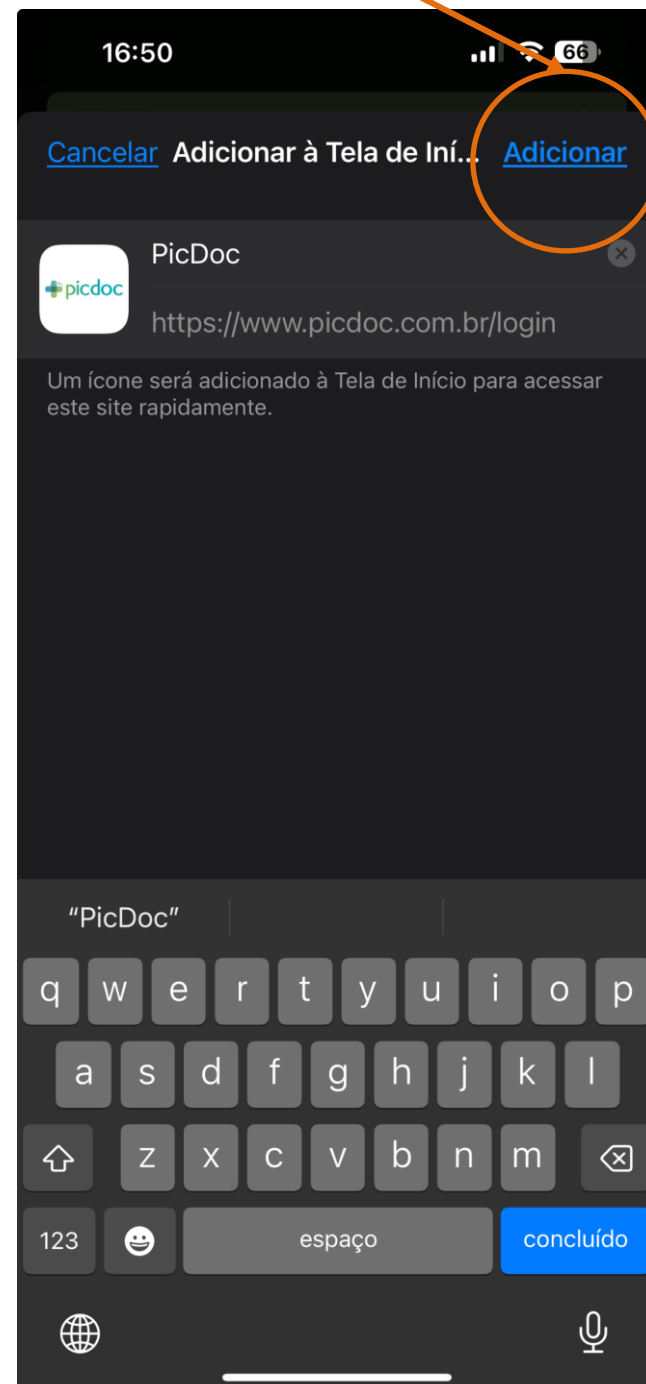 16:50 66
Cancelar Adicionar à Tela de Iní... Adicionar
PicDoc
picdoc
https://www.picdoc.com.br/login
Um ícone será adicionado à Tela de Início para acessar
este site rapidamente.
“PicDoc”
q w e r t y u i o p
a s d f g h j k l
z x c v b n m
123 espaço concluído